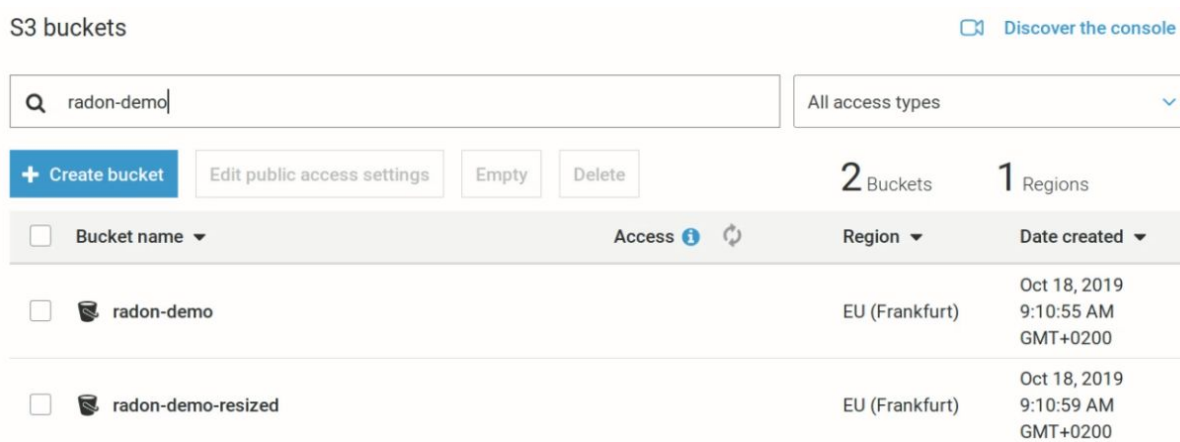 S3 buckets
Discover the console
radon-demo
All access types
Create bucket
Edit public access settings
Empty
Delete
2 Buckets
1 Regions
Bucket name
Access
Region
Date created
radon-demo
EU (Frankfurt)
Oct 18, 2019
9:10:55 AM
GMT+0200
radon-demo-resized
EU (Frankfurt)
Oct 18, 2019
9:10:59 AM
GMT+0200